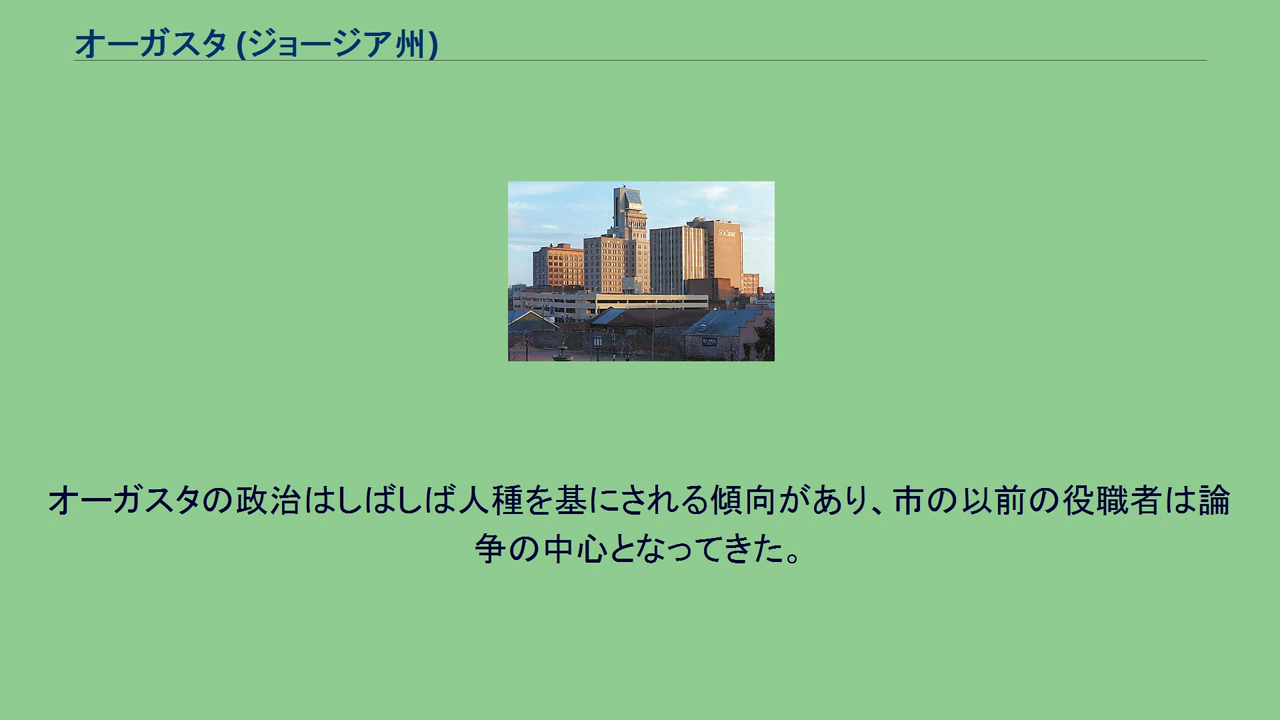 オーガスタ (ジョージア州)
オーガスタの政治はしばしば人種を基にされる傾向があり、市の以前の役職者は論
争の中心となってきた。